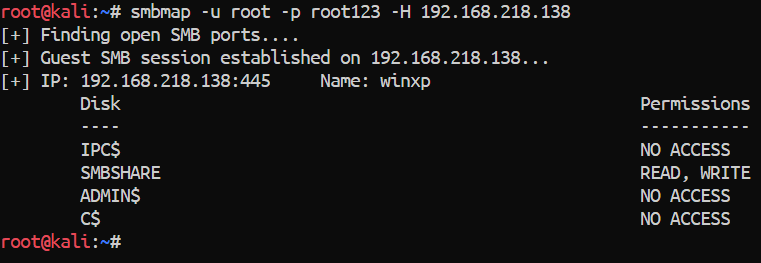 root@kali:~# smbmap -u root -p root123 -H 192.168.218.138
[+] Finding open SMB ports....
[+] Guest SMB session established on 192.168.218.138...
[+] IP: 192.168.218.138:445     Name: winxp
        Disk                                                    Permissions
        ----                                                    -----------
        IPC$                                                    NO ACCESS
        SMBSHARE                                                READ, WRITE
        ADMIN$                                                  NO ACCESS
        C$                                                      NO ACCESS
root@kali:~#